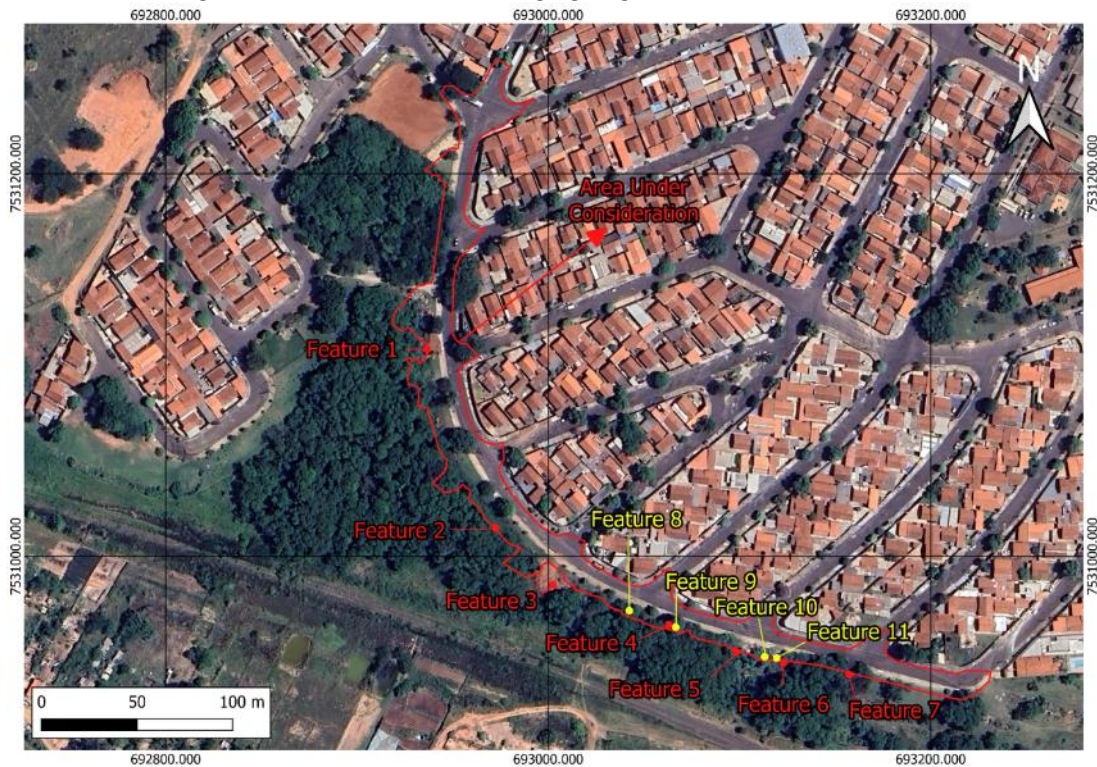 692800.000
693000.000
693200.000
N
7531200.000
7531200.000
Area Under
Consideration
Feature 1
Feature 8
Feature 2
7531000.000
7531000.000
Feature 9
Feature 3
Feature 10
Feature 11
Feature 4
Feature 5
Feature 6
Feature 7
0 50 100 m
692800.000
693000.000
693200.000